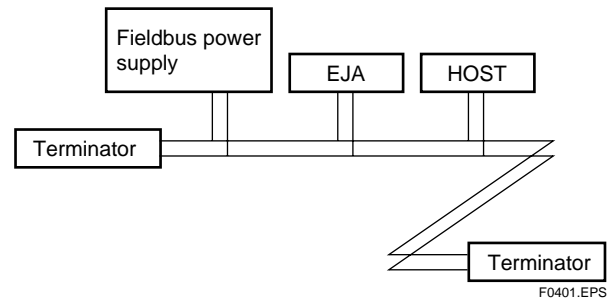 Fieldbus power
supply
EJA
HOST
Terminator
Terminator
F0401.EPS